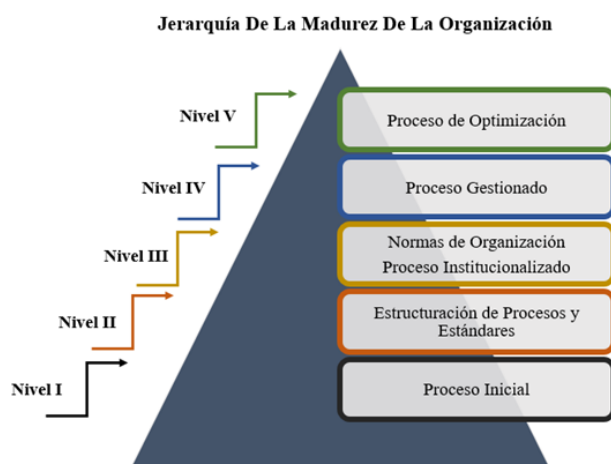 Jerarquía De La Madurez De La Organización
Nivel V
Proceso de Optimización
Nivel IV
Proceso Gestionado
Nivel III
Normas de Organización
Proceso Institucionalizado
Nivel II
Estructuración de Procesos y
Estándares
Nivel I
Proceso Inicial